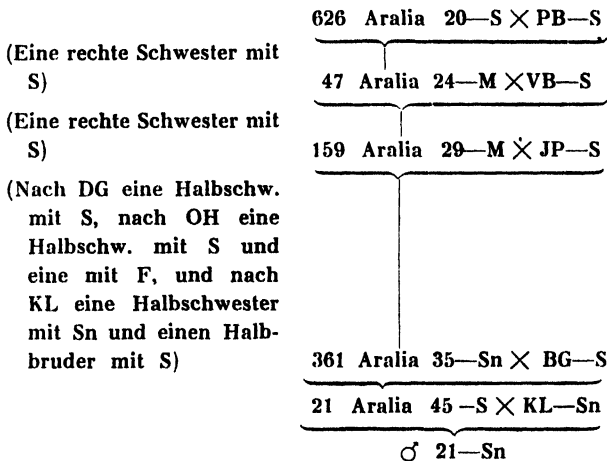 626 Aralia 20—S × PB—S
(Eine rechte Schwester mit
S)
47 Aralia 24—M ×VB—S
(Eine rechte Schwester mit
S)
159 Aralia 29—M × JP—S
(Nach DG eine Halbschw.
mit S, nach OH eine
Halbschw. mit S und
eine mit F, und nach
KL eine Halbschwester
mit Sn und einen Halb-
bruder mit S)
361 Aralia 35—Sn × BG—S
21 Aralia 45 —S × KL—Sn
♂ 21—Sn